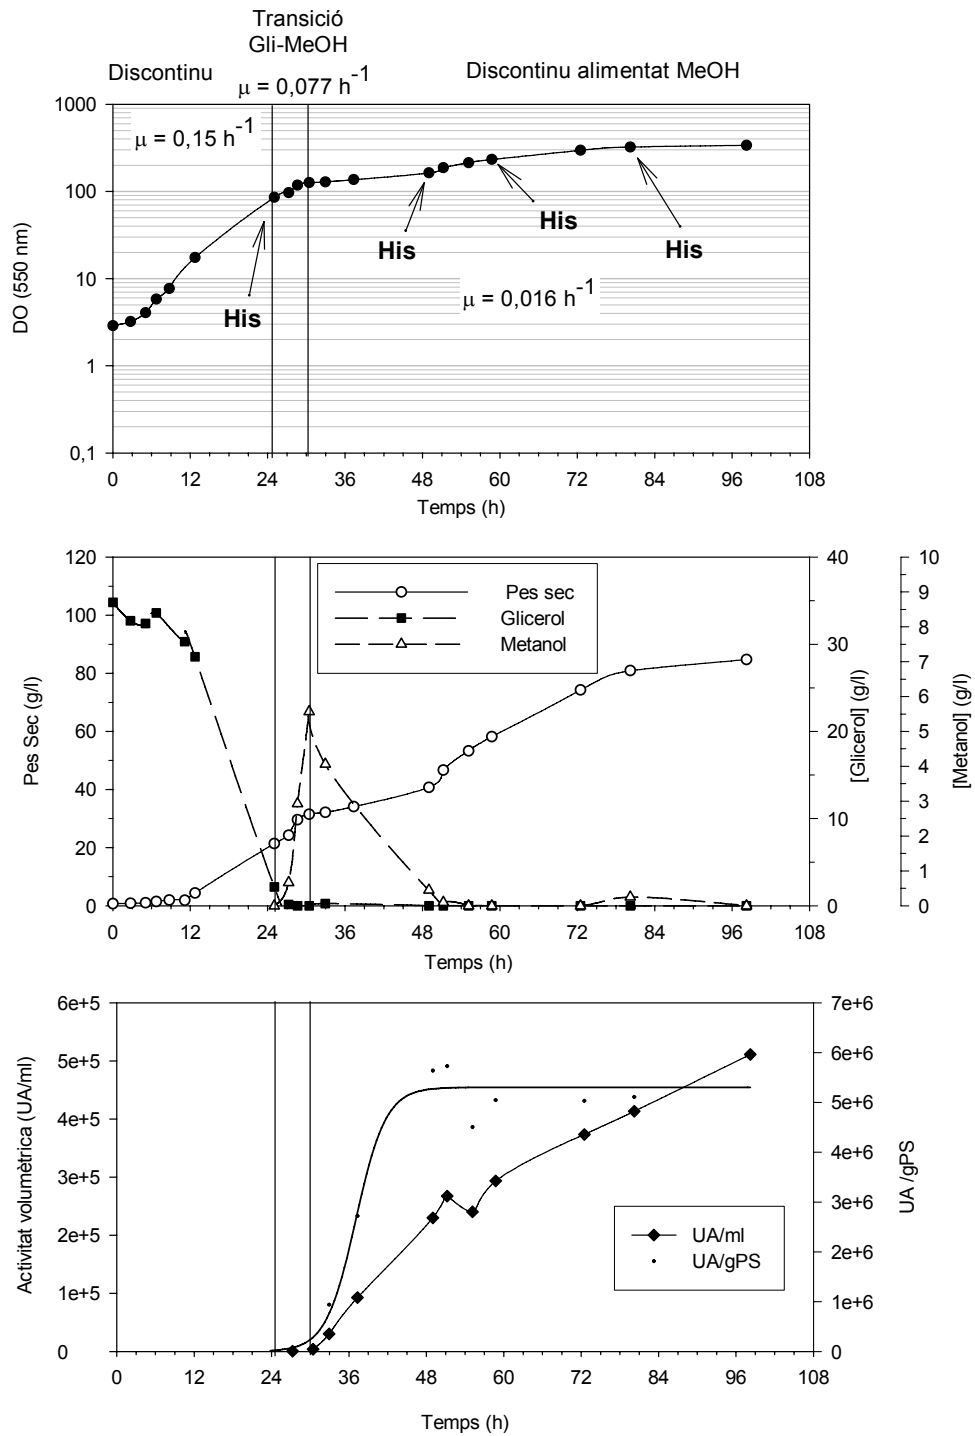 Transició
Gli-MeOH
Discontinu
μ = 0,077 h-1
Discontinu alimentat MeOH
μ = 0,15 h-1
1000
100
10
1
0,1
DO (550 nm)
His
His
His
His
μ = 0,016 h-1
0 12 24 36 48 60 72 84 96 108
Temps (h)
120
100
80
60
40
20
0
Pes Sec (g/l)
Pes sec
Glicerol
Metanol
40
30
20
10
0
[Glicerol] (g/l)
10
9
8
7
6
5
4
3
2
1
0
[Metanol] (g/l)
0 12 24 36 48 60 72 84 96 108
Temps (h)
6e+5
5e+5
4e+5
3e+5
2e+5
1e+5
0
Activitat volumètrica (UA/ml)
UA/ml
UA/gPS
7e+6
6e+6
5e+6
4e+6
3e+6
2e+6
1e+6
0
UA /gPS
0 12 24 36 48 60 72 84 96 108
Temps (h)